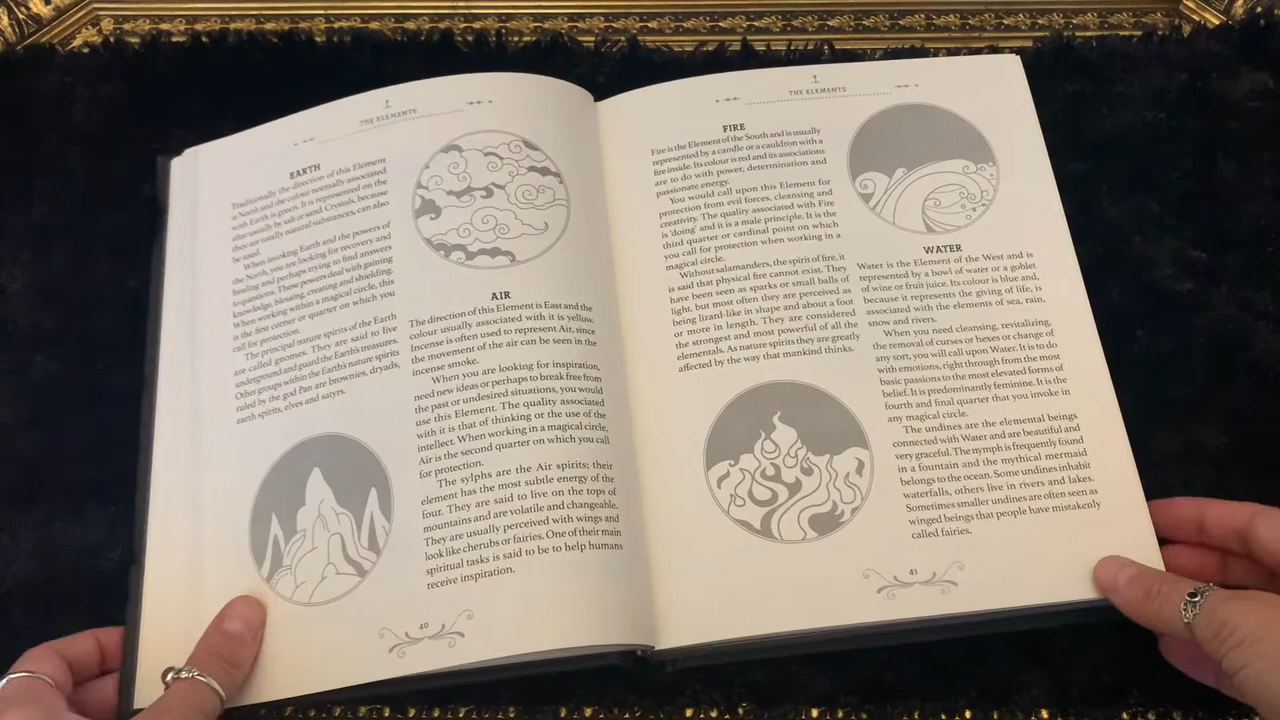 THE ELEMENTS
EARTH
Traditionally the direction of this Element
is North and the colour normally associated
with Earth is green. It is represented on the
altar usually by salt or sand. Crystals, because
they are totally natural substances, can also
be used.
When invoking Earth and the powers of
the North, you are looking for recovery and
healing and perhaps trying to find answers
to questions. These powers deal with gaining
knowledge, blessing, creating and shielding.
When working within a magical circle, this
is the first corner or quarter on which you
call for protection.
The principal nature spirits of the Earth
are called gnomes. They are said to live
underground and guard the Earth's treasures.
Other groups within the Earth's nature spirits
ruled by the god Pan are brownies, dryads,
earth spirits, elves and satyrs.
AIR
The direction of this Element is East and the
colour usually associated with it is yellow.
Incense is often used to represent Air, since
the movement of the air can be seen in the
incense smoke.
When you are looking for inspiration,
need new ideas or perhaps to break free from
the past or undesired situations, you would
use this Element. The quality associated
with it is that of thinking or the use of the
intellect. When working in a magical circle,
Air is the second quarter on which you call
for protection.
The sylphs are the Air spirits; their
element has the most subtle energy of the
four. They are said to live on the tops of
mountains and are volatile and changeable.
They are usually perceived with wings and
look like cherubs or fairies. One of their main
spiritual tasks is said to be to help humans
receive inspiration.
40
THE ELEMENTS
FIRE
Fire is the Element of the South and is usually
represented by a candle or a cauldron with a
fire inside. Its colour is red and its associations
are to do with power, determination and
passionate energy.
You would call upon this Element for
protection from evil forces, cleansing and
creativity. The quality associated with Fire
is 'doing' and it is a male principle. It is the
third quarter or cardinal point on which
you call for protection when working in a
magical circle.
Without salamanders, the spirit of fire, it
is said that physical fire cannot exist. They
have been seen as sparks or small balls of
light, but most often they are perceived as
being lizard-like in shape and about a foot
or more in length. They are considered
the strongest and most powerful of all the
elementals. As nature spirits they are greatly
affected by the way that mankind thinks.
WATER
Water is the Element of the West and is
represented by a bowl of water or a goblet
of wine or fruit juice. Its colour is blue and,
because it represents the giving of life, is
associated with the elements of sea, rain,
snow and rivers.
When you need cleansing, revitalizing,
the removal of curses or hexes or change of
any sort, you will call upon Water. It is to do
with emotions, right through from the most
basic passions to the most elevated forms of
belief. It is predominantly feminine. It is the
fourth and final quarter that you invoke in
any magical circle.
The undines are the elemental beings
connected with Water and are beautiful and
very graceful. The nymph is frequently found
in a fountain and the mythical mermaid
belongs to the ocean. Some undines inhabit
waterfalls, others live in rivers and lakes.
Sometimes smaller undines are often seen as
winged beings that people have mistakenly
called fairies.
41